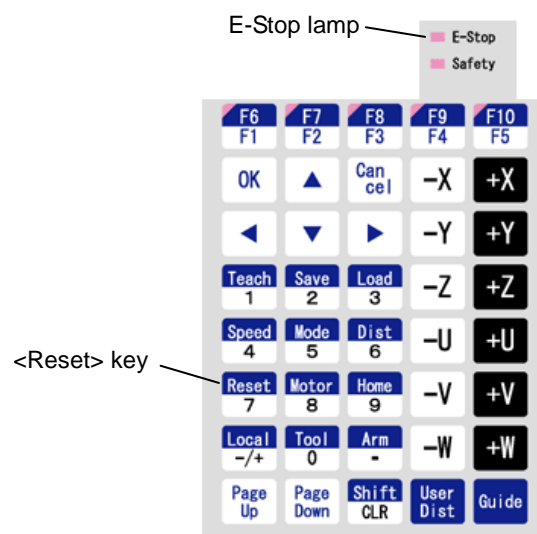 E-Stop lamp
E-Stop
Safety
F6 F7 F8 F9 F10
F1 F2 F3 F4 F5
OK ▲ Can
cel −X +X
◀ ▼ ▶ −Y +Y
Teach Save Load
1 2 3 −Z +Z
Speed Mode Dist
4 5 6 −U +U
<Reset> key
Reset Motor Home
7 8 9 −V +V
Local Tool Arm
−/+ 0 - −W +W
Page Page Shift User Guide
Up Down CLR Dist